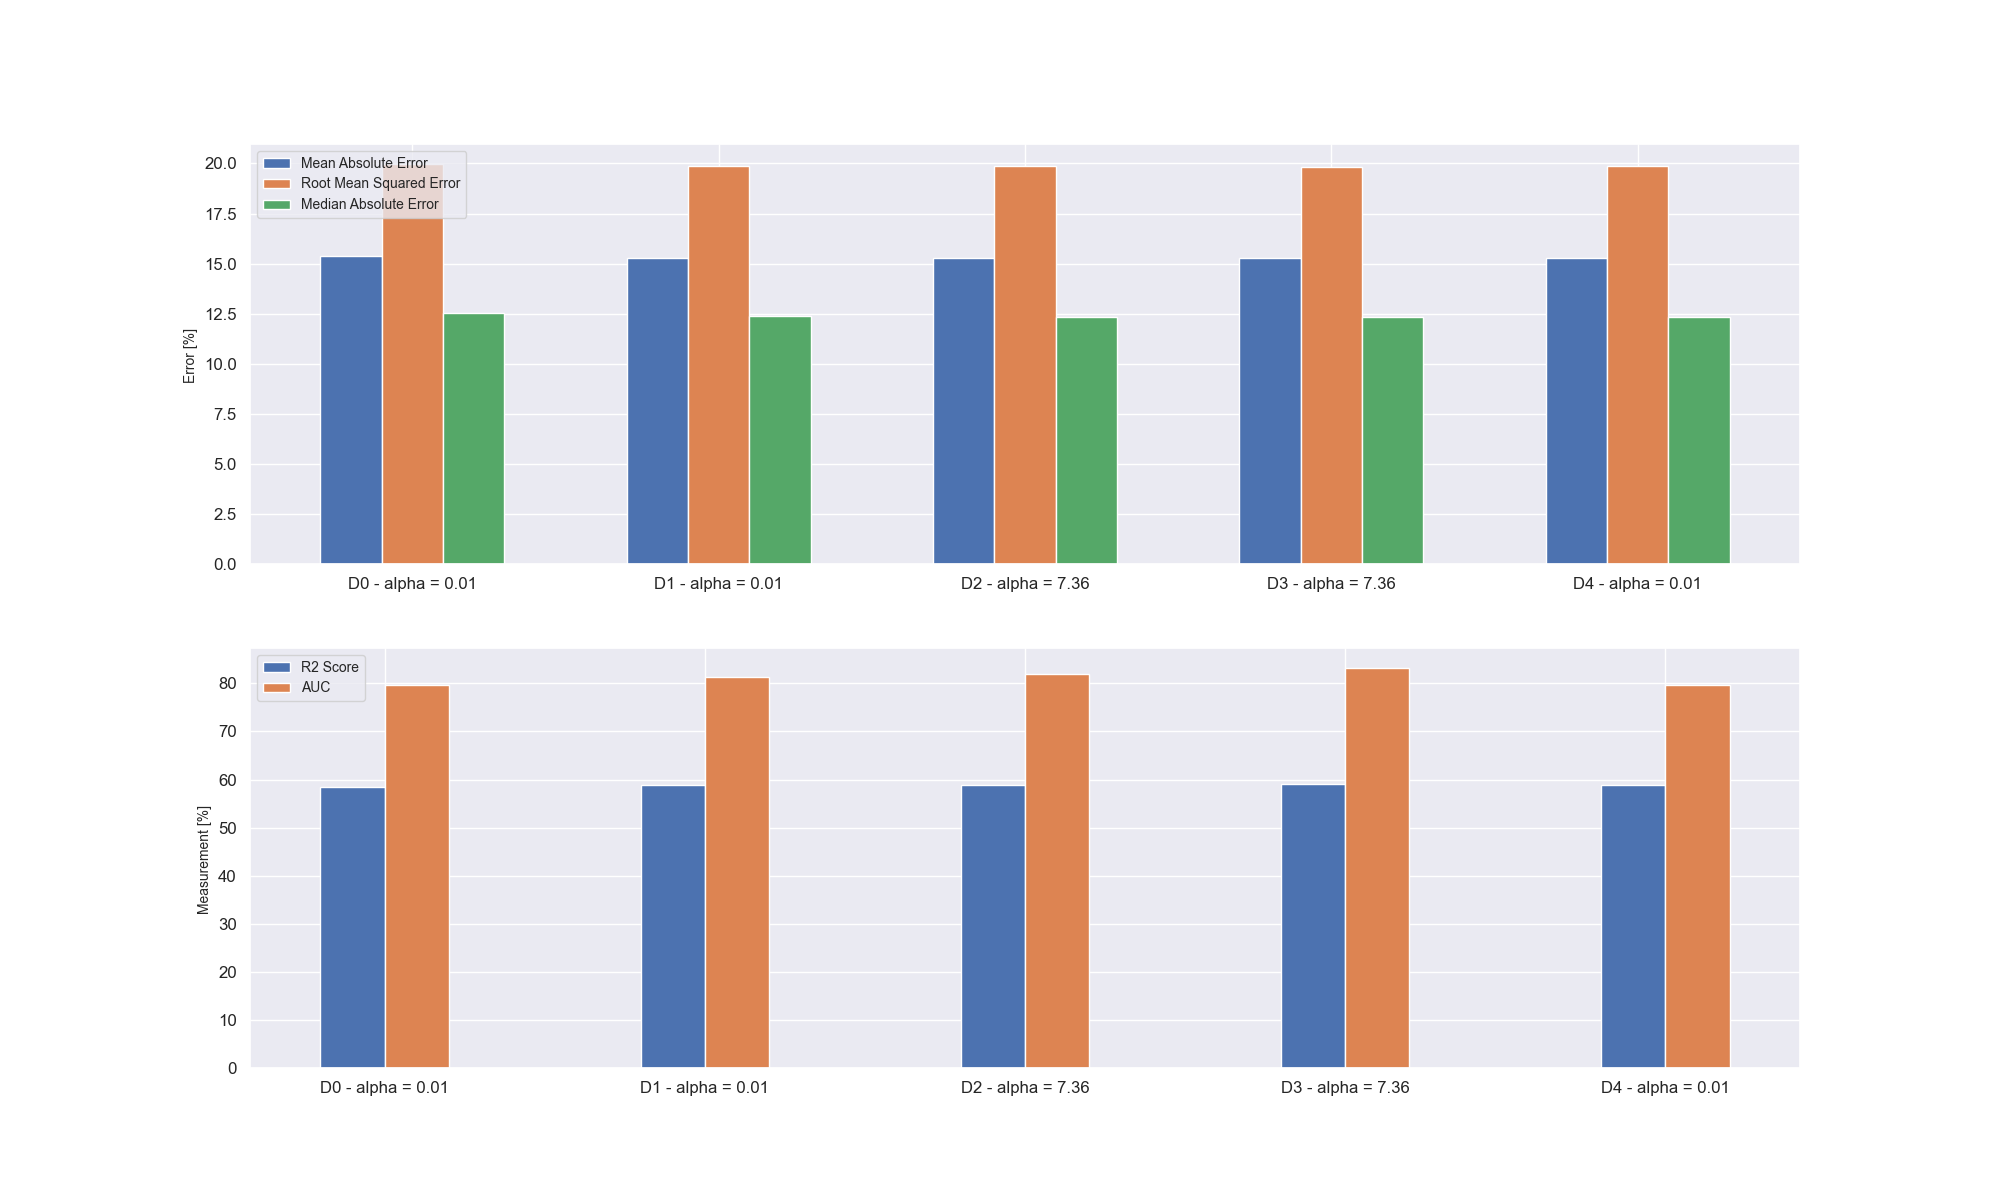 Mean Absolute Error
Root Mean Squared Error
Median Absolute Error
20.0
17.5
15.0
12.5
10.0
7.5
5.0
2.5
0.0
Error [%]
D0 - alpha = 0.01
D1 - alpha = 0.01
D2 - alpha = 7.36
D3 - alpha = 7.36
D4 - alpha = 0.01
R2 Score
AUC
80
70
60
50
40
30
20
10
0
Measurement [%]
D0 - alpha = 0.01
D1 - alpha = 0.01
D2 - alpha = 7.36
D3 - alpha = 7.36
D4 - alpha = 0.01